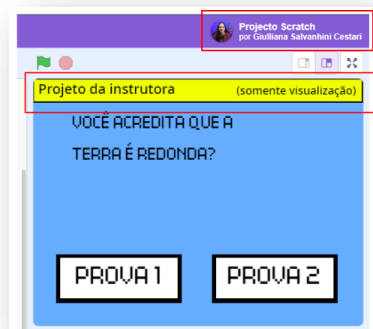 Projecto Scratch
por Giulliana Salvanhini Cestari
Projeto da instrutora (somente visualização)
VOCÊ ACREDITA QUE A
TERRA É REDONDA?
PROVA 1 PROVA 2